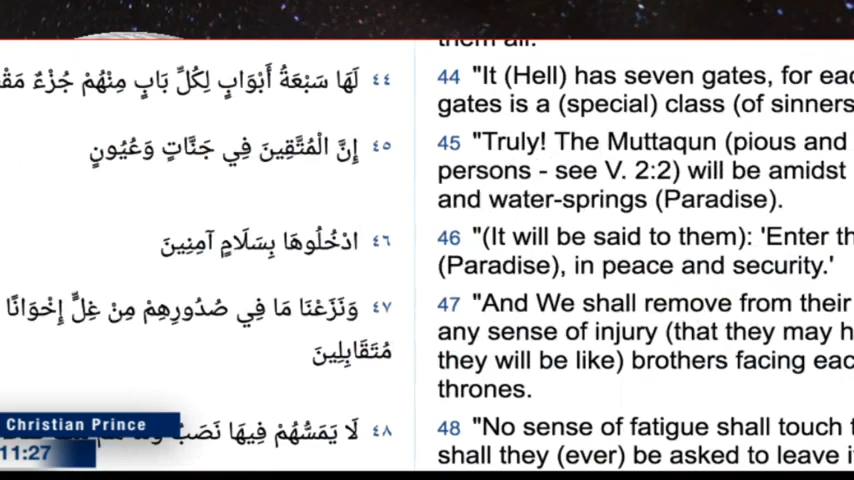 them all.
٤٤ لَهَا سَبْعَةُ أَبْوَابٍ لِكُلِّ بَابٍ مِنْهُمْ جُزْءٌ
44 "It (Hell) has seven gates, for
gates is a (special) class (of sinners
٤٥ إِنَّ الْمُتَّقِينَ فِي جَنَّاتٍ وَعُيُونٍ
45 "Truly! The Muttaqun (pious and
persons - see V. 2:2) will be amidst
and water-springs (Paradise).
٤٦ ادْخُلُوهَا بِسَلَامٍ آمِنِينَ
46 "(It will be said to them): 'Enter
(Paradise), in peace and security.'
٤٧ وَنَزَعْنَا مَا فِي صُدُورِهِمْ مِنْ غِلٍّ إِخْوَانًا
مُتَقَابِلِينَ
47 "And We shall remove from their
any sense of injury (that they may
they will be like) brothers facing
thrones.
٤٨ لَا يَمَسُّهُمْ فِيهَا
48 "No sense of fatigue shall touch
shall they (ever) be asked to leave
Christian Prince
11:27